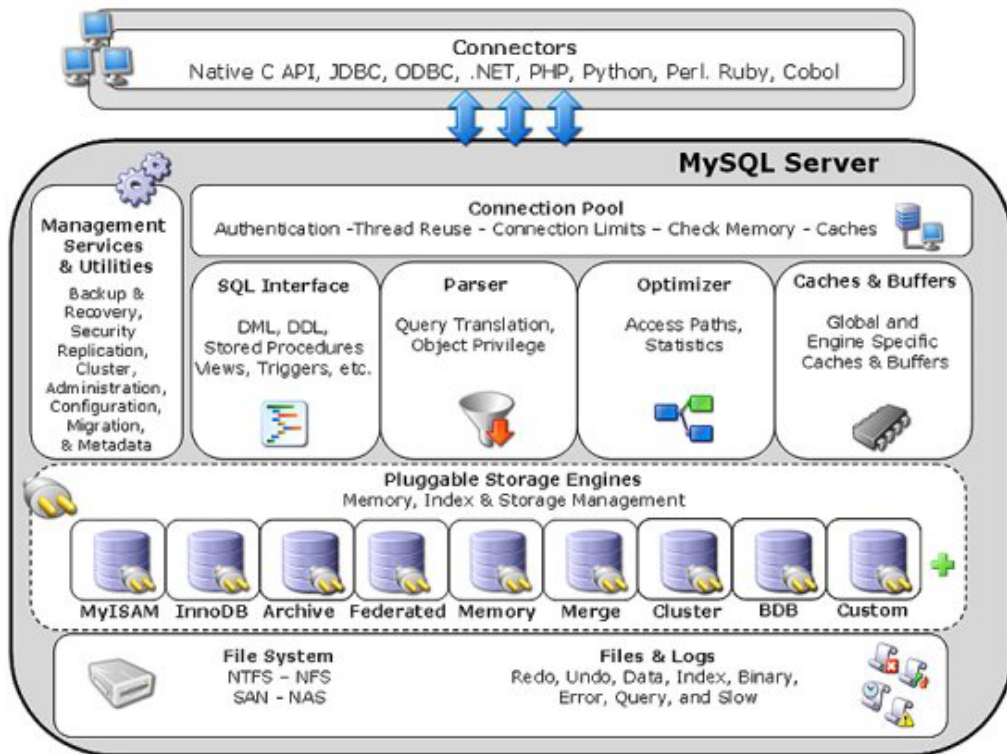 Connectors
Native C API, JDBC, ODBC, .NET, PHP, Python, Perl. Ruby, Cobol
MySQL Server
Management
Services
& Utilities
Backup &
Recovery,
Security
Replication,
Cluster,
Administration,
Configuration,
Migration,
& Metadata
Connection Pool
Authentication -Thread Reuse - Connection Limits – Check Memory - Caches
SQL Interface
DML, DDL,
Stored Procedures
Views, Triggers, etc.
Parser
Query Translation,
Object Privilege
Optimizer
Access Paths,
Statistics
Caches & Buffers
Global and
Engine Specific
Caches & Buffers
Pluggable Storage Engines
Memory, Index & Storage Management
MyISAM
InnoDB
Archive
Federated
Memory
Merge
Cluster
BDB
Custom
File System
NTFS – NFS
SAN - NAS
Files & Logs
Redo, Undo, Data, Index, Binary,
Error, Query, and Slow